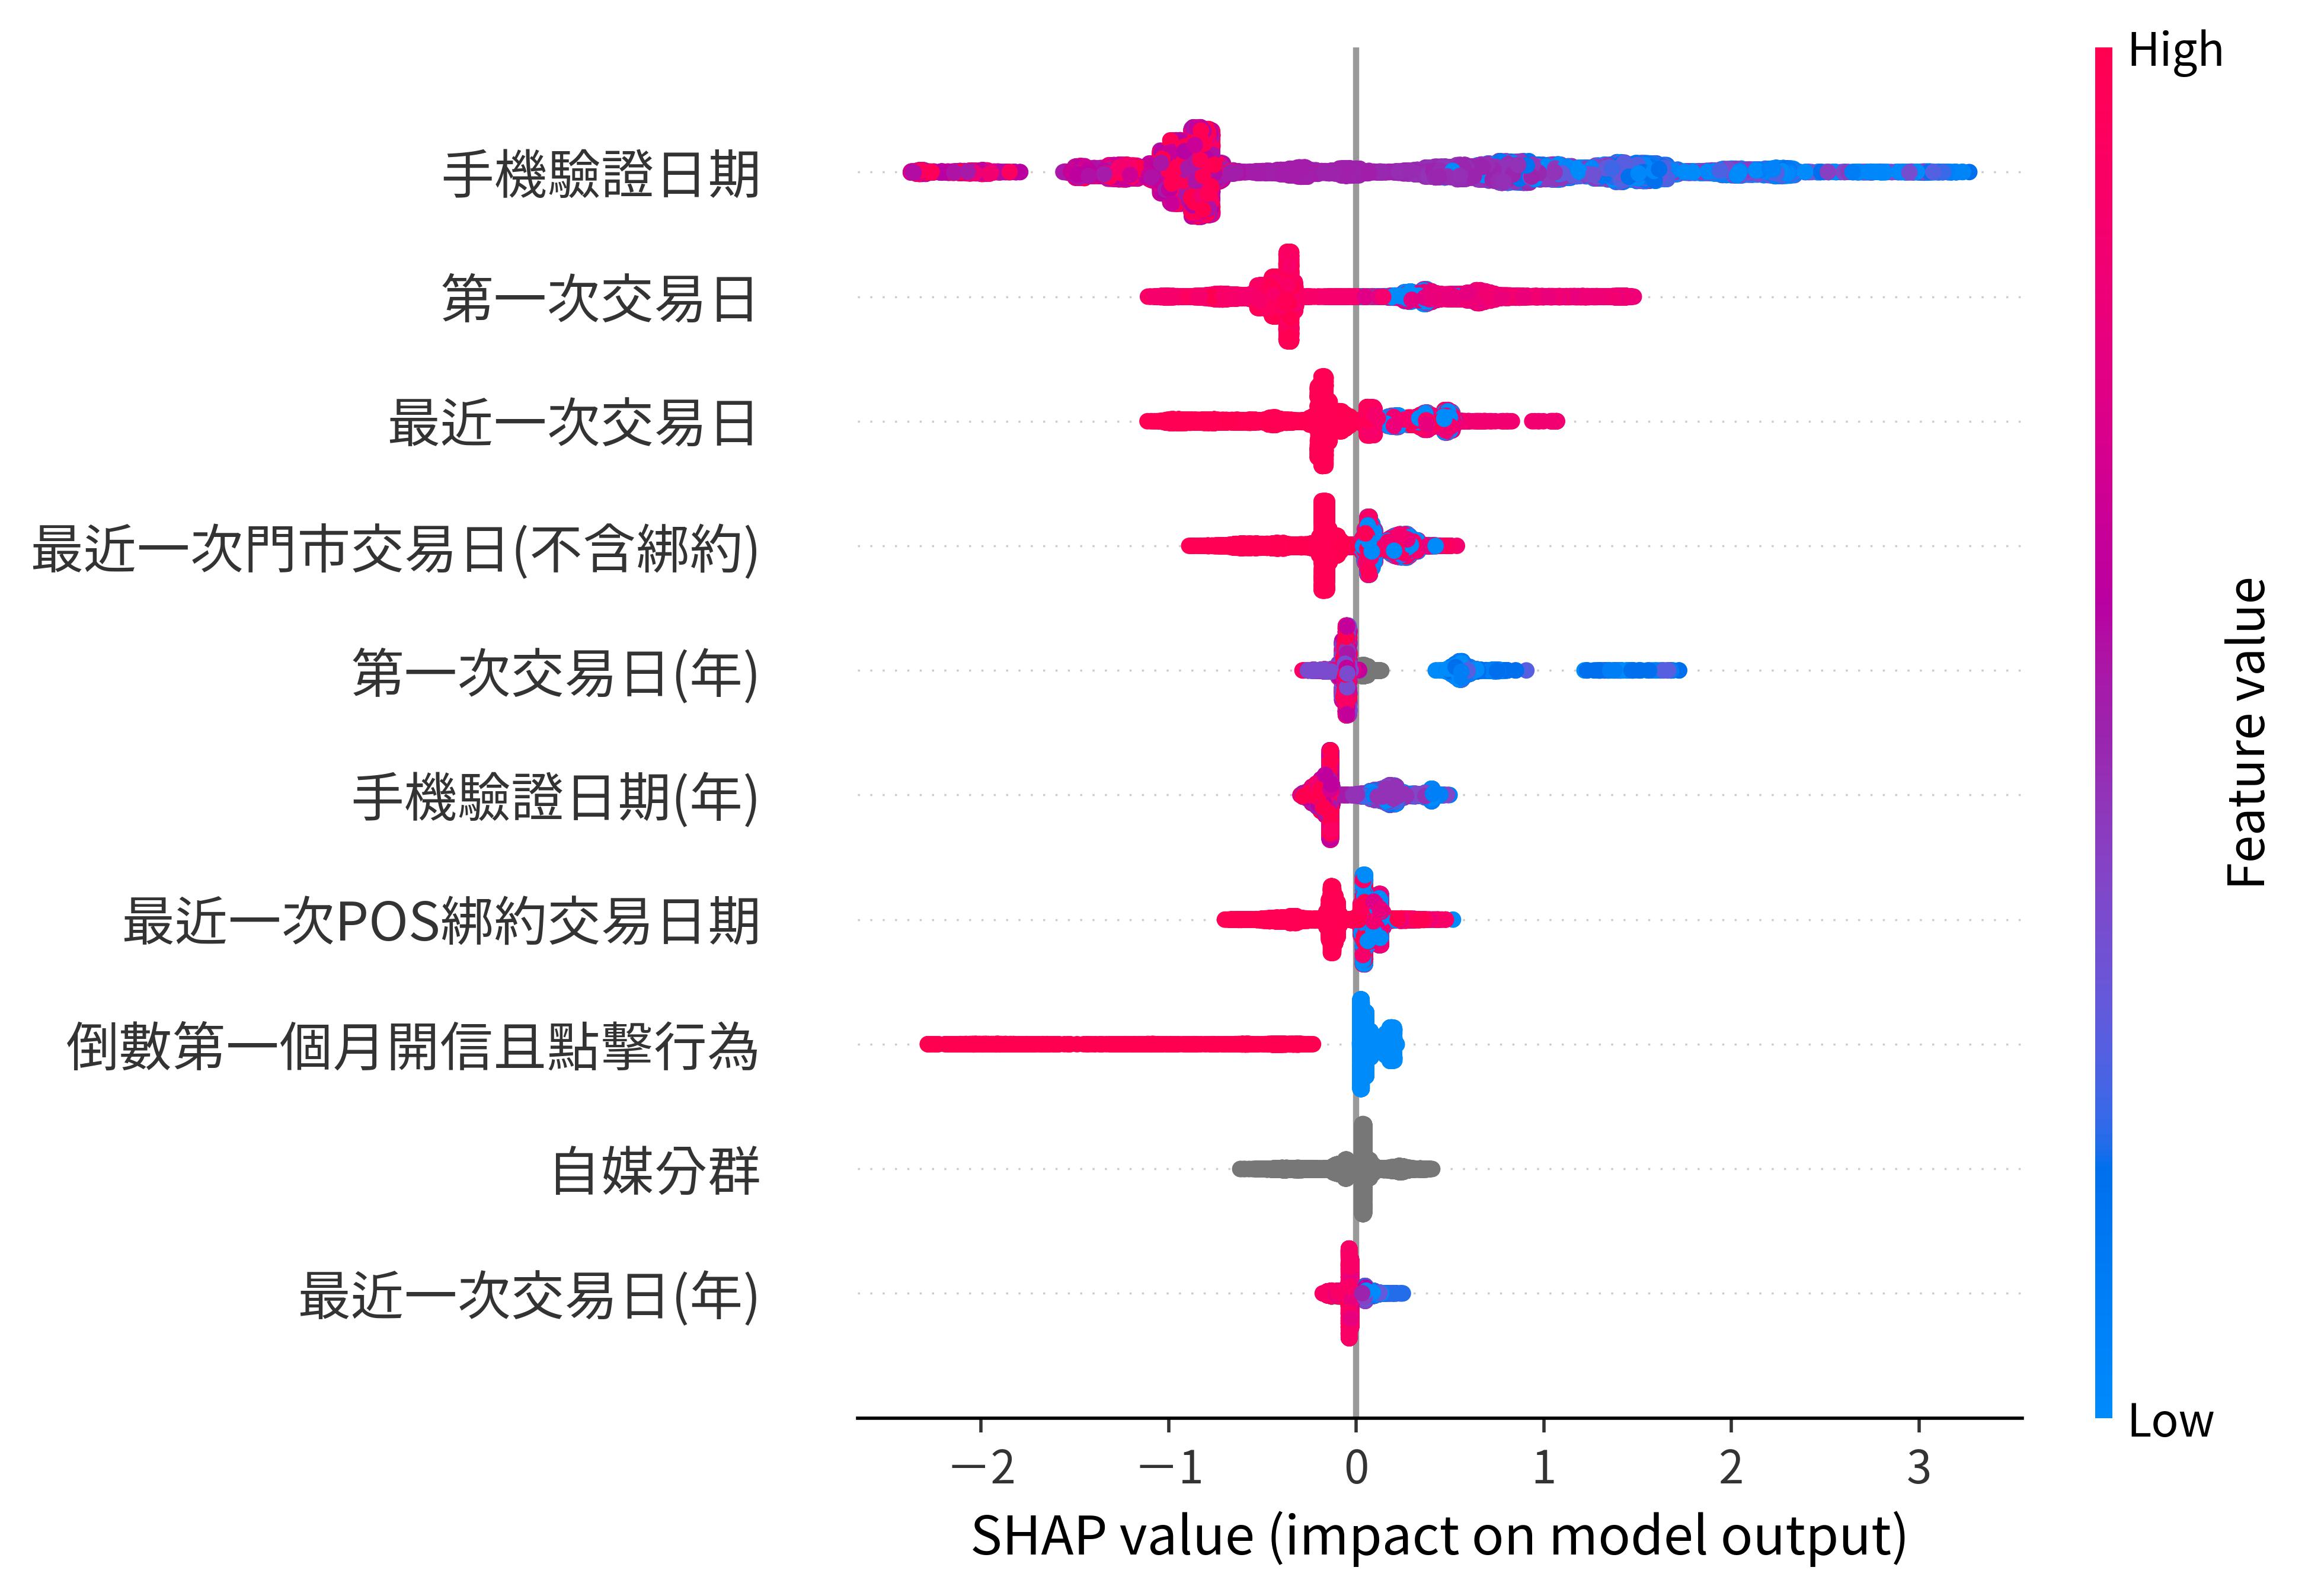 High
手機驗證日期
第一次交易日
最近一次交易日
最近一次門市交易日(不含綁約)
第一次交易日(年)
手機驗證日期(年)
最近一次POS綁約交易日期
倒數第一個月開信且點擊行為
自媒分群
最近一次交易日(年)
Feature value
Low
−2 −1 0 1 2 3
SHAP value (impact on model output)